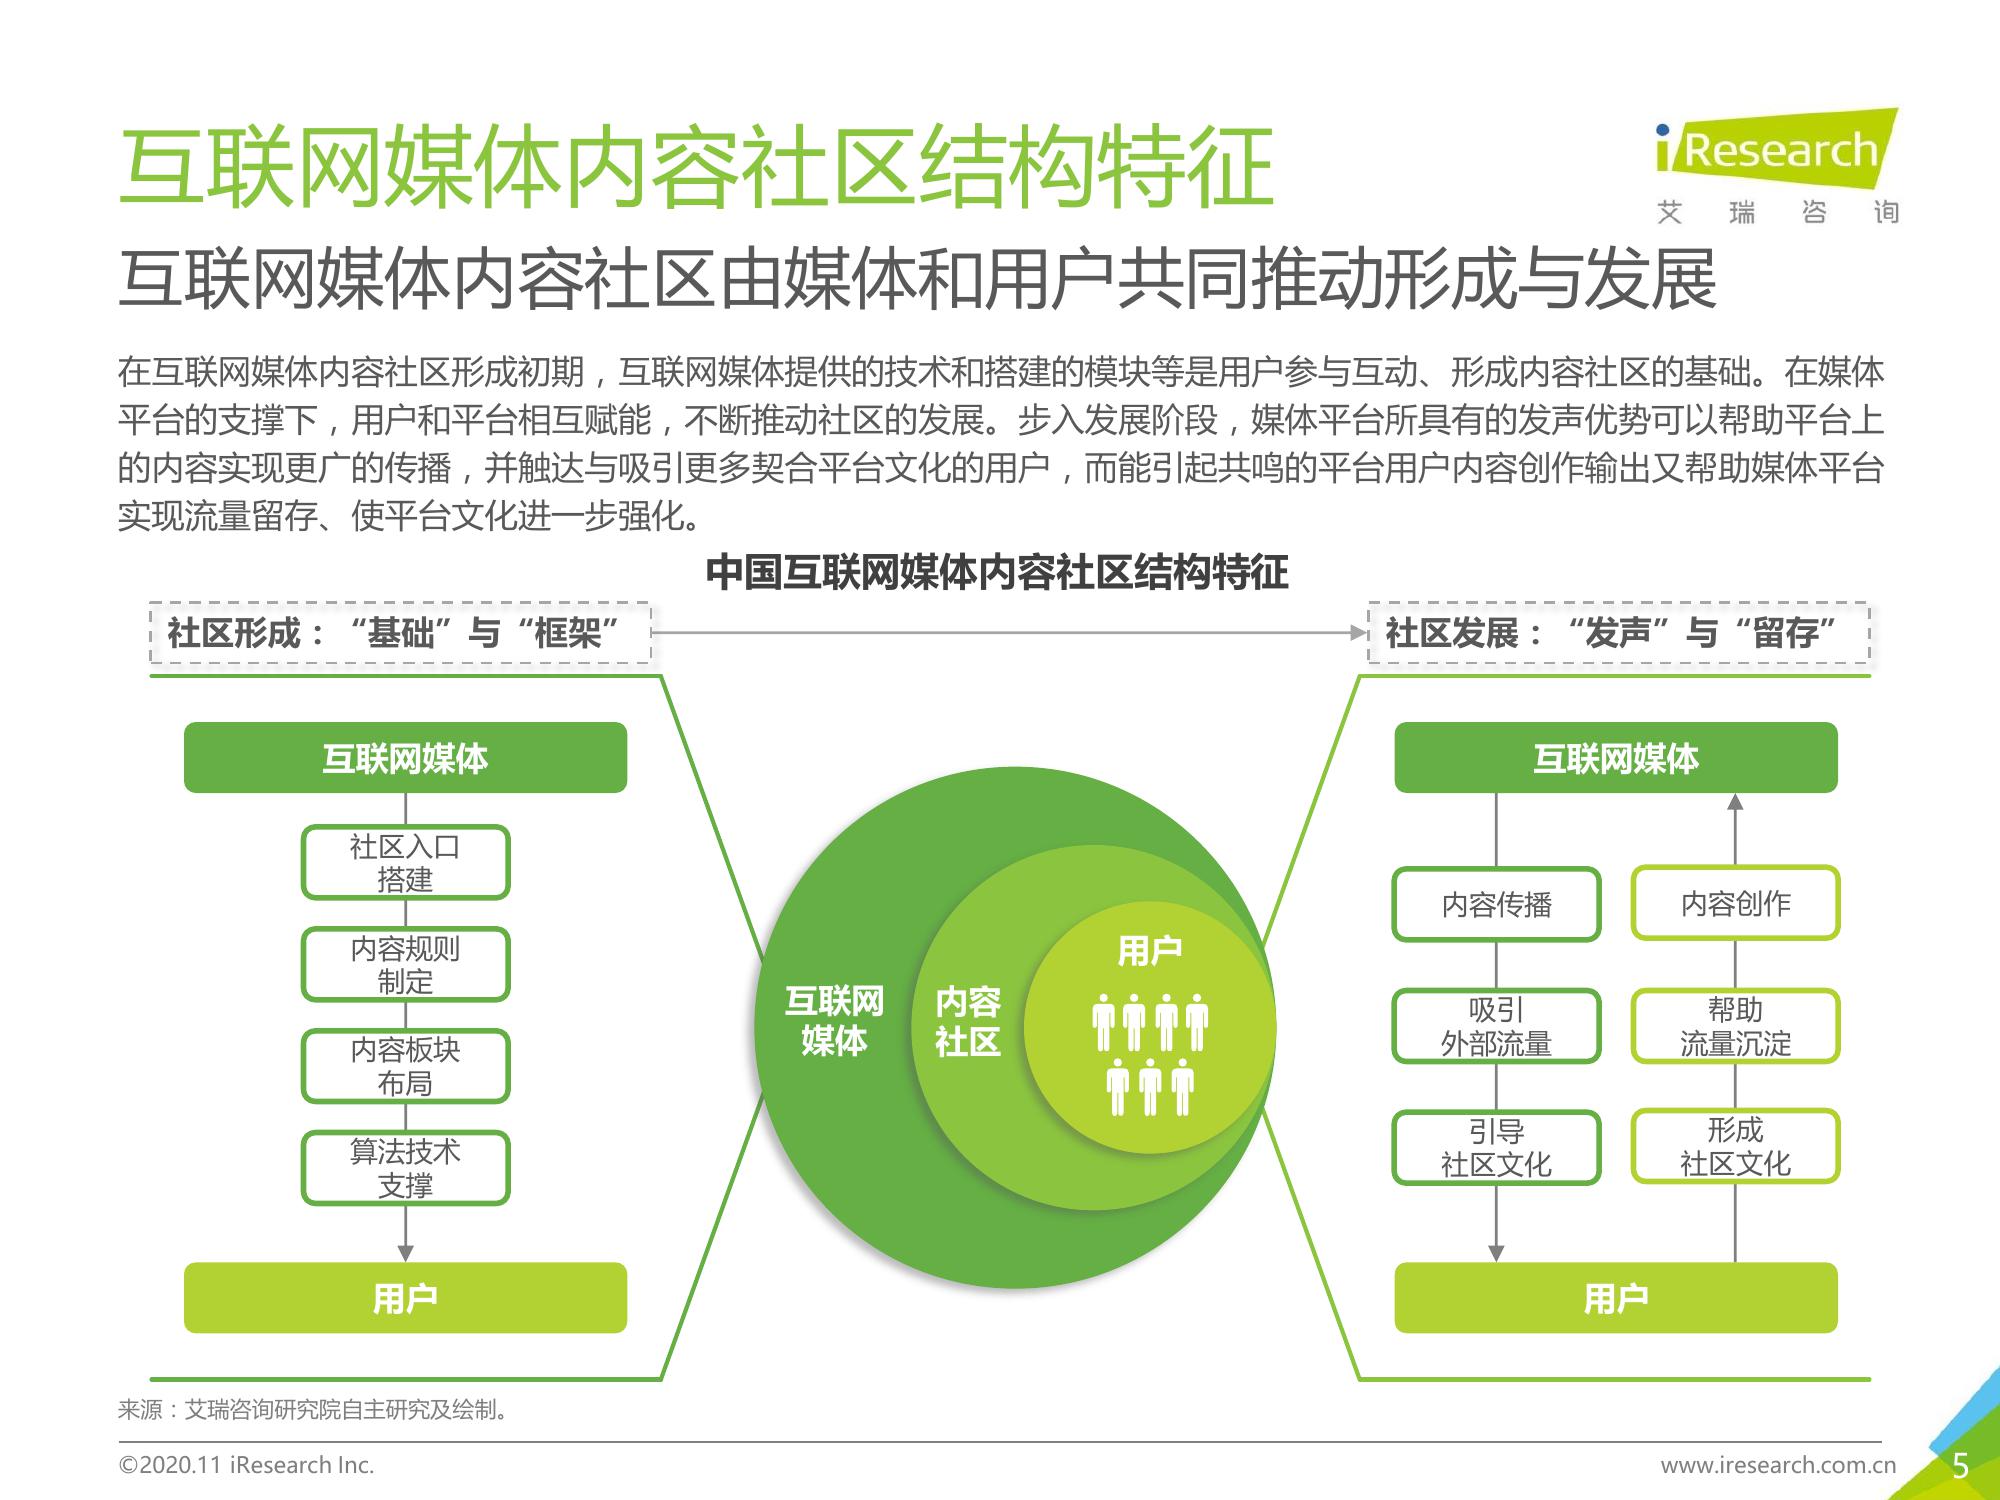 互联网媒体内容社区结构特征
iResearch
艾瑞咨询
互联网媒体内容社区由媒体和用户共同推动形成与发展
在互联网媒体内容社区形成初期，互联网媒体提供的技术和搭建的模块等是用户参与互动、形成内容社区的基础。在媒体
平台的支撑下，用户和平台相互赋能，不断推动社区的发展。步入发展阶段，媒体平台所具有的发声优势可以帮助平台上
的内容实现更广的传播，并触达与吸引更多契合平台文化的用户，而能引起共鸣的平台用户内容创作输出又帮助媒体平台
实现流量留存、使平台文化进一步强化。
中国互联网媒体内容社区结构特征
社区形成：“基础”与“框架”
社区发展：“发声”与“留存”
互联网媒体
社区入口
搭建
内容规则
制定
内容板块
布局
算法技术
支撑
用户
互联网
媒体
内容
社区
用户
互联网媒体
内容传播
吸引
外部流量
引导
社区文化
内容创作
帮助
流量沉淀
形成
社区文化
用户
来源：艾瑞咨询研究院自主研究及绘制。
©2020.11 iResearch Inc.
www.iresearch.com.cn
5